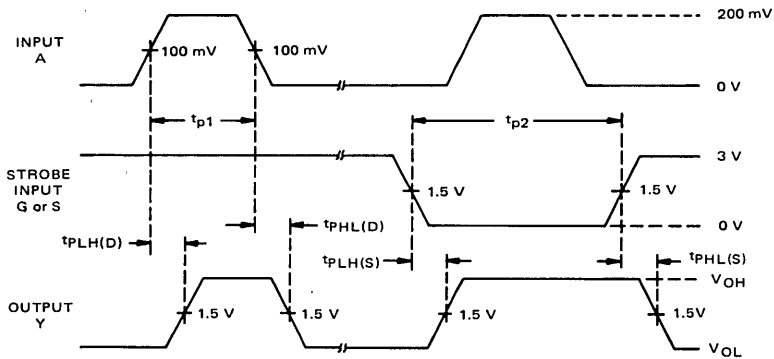 INPUT
A
100 mV
100 mV
200 mV
0 V
tp1
tp2
STROBE
INPUT
G or S
1.5 V
1.5 V
3 V
0 V
tPLH(D)
tPHL(D)
tPLH(S)
tPHL(S)
OUTPUT
Y
1.5 V
1.5 V
1.5 V
1.5V
VOH
VOL